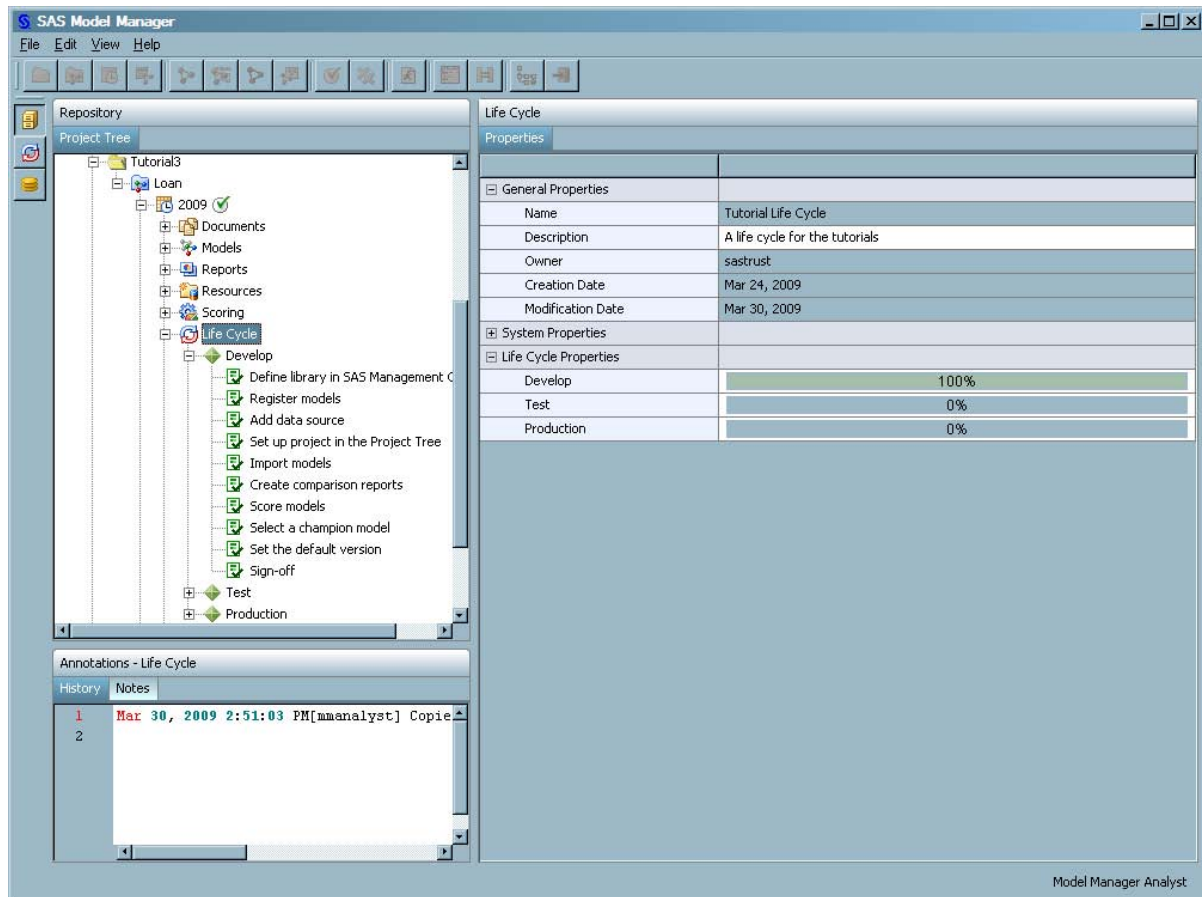 SAS Model Manager
File Edit View Help
Repository
Project Tree
Tutorial3
Loan
2009
Documents
Models
Reports
Resources
Scoring
Life Cycle
Develop
Define library in SAS Management C
Register models
Add data source
Set up project in the Project Tree
Import models
Create comparison reports
Score models
Select a champion model
Set the default version
Sign-off
Test
Production
Annotations - Life Cycle
History Notes
1 Mar 30, 2009 2:51:03 PM[mmanalyst] Copie
2
Life Cycle
Properties
General Properties
Name Tutorial Life Cycle
Description A life cycle for the tutorials
Owner sastrust
Creation Date Mar 24, 2009
Modification Date Mar 30, 2009
System Properties
Life Cycle Properties
Develop 100%
Test 0%
Production 0%
Model Manager Analyst